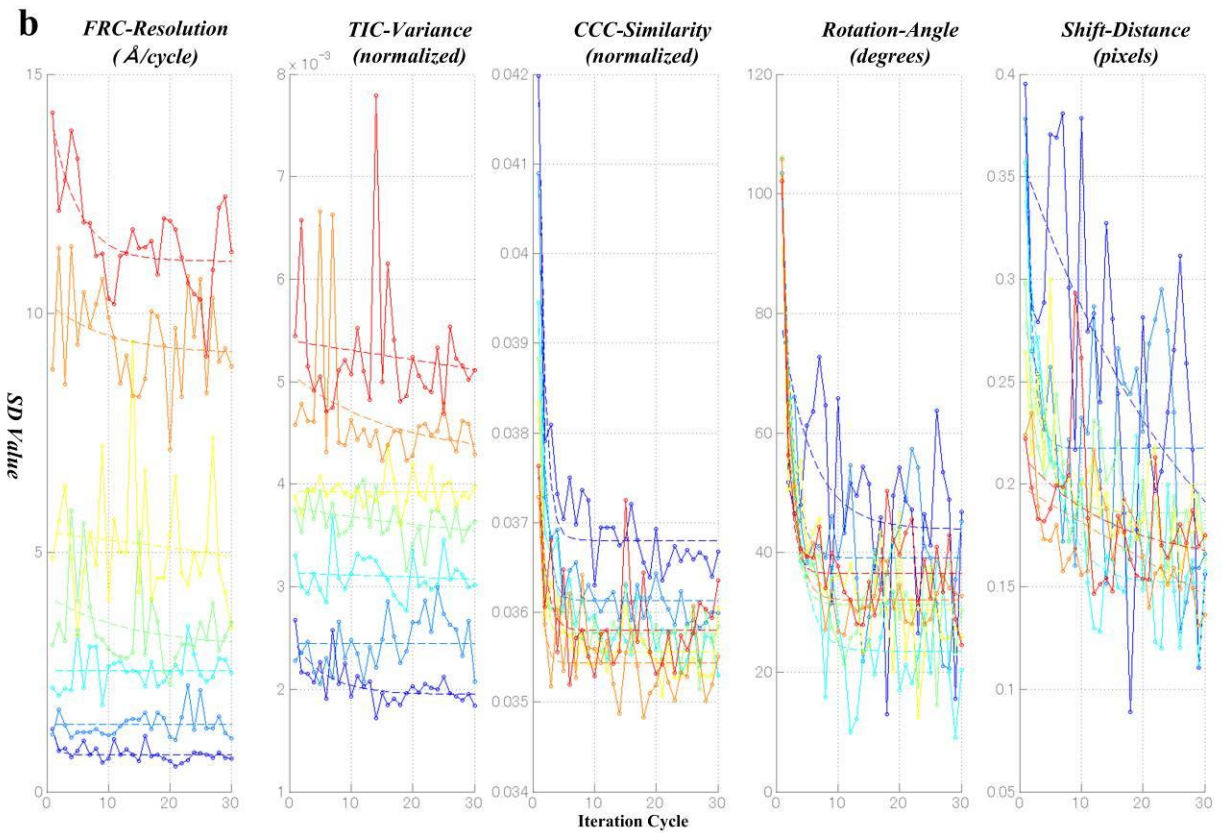 b
FRC-Resolution
( Å/cycle)
TIC-Variance
(normalized)
CCC-Similarity
(normalized)
Rotation-Angle
(degrees)
Shift-Distance
(pixels)
SD Value
15
10
5
0
0 10 20 30
8 × 10⁻³
7
6
5
4
3
2
1
1 10 20 30
0.042
0.041
0.04
0.039
0.038
0.037
0.036
0.035
0.034
0 10 20 30
120
100
80
60
40
20
0
0 10 20 30
0.4
0.35
0.3
0.25
0.2
0.15
0.1
0.05
0 10 20 30
Iteration Cycle